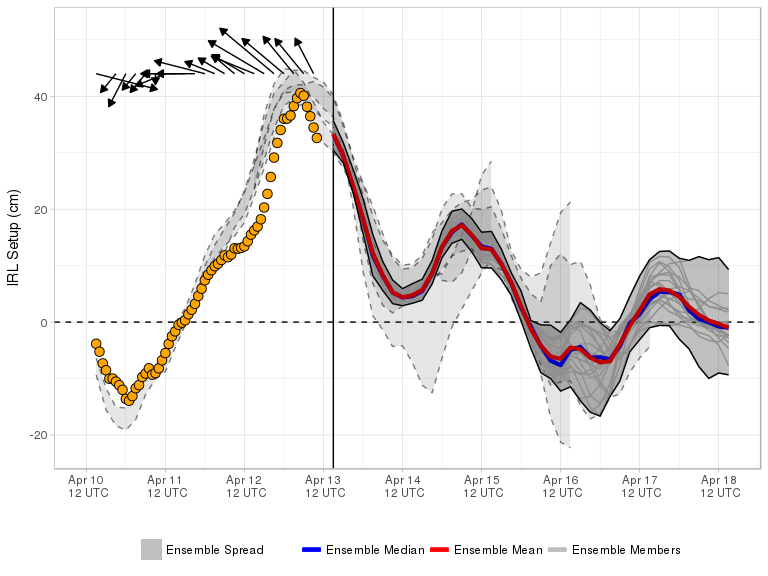 IRL Setup (cm)
40
20
0
-20
Apr 10 Apr 11 Apr 12 Apr 13 Apr 14 Apr 15 Apr 16 Apr 17 Apr 18
12 UTC 12 UTC 12 UTC 12 UTC 12 UTC 12 UTC 12 UTC 12 UTC 12 UTC
Ensemble Spread Ensemble Median Ensemble Mean Ensemble Members